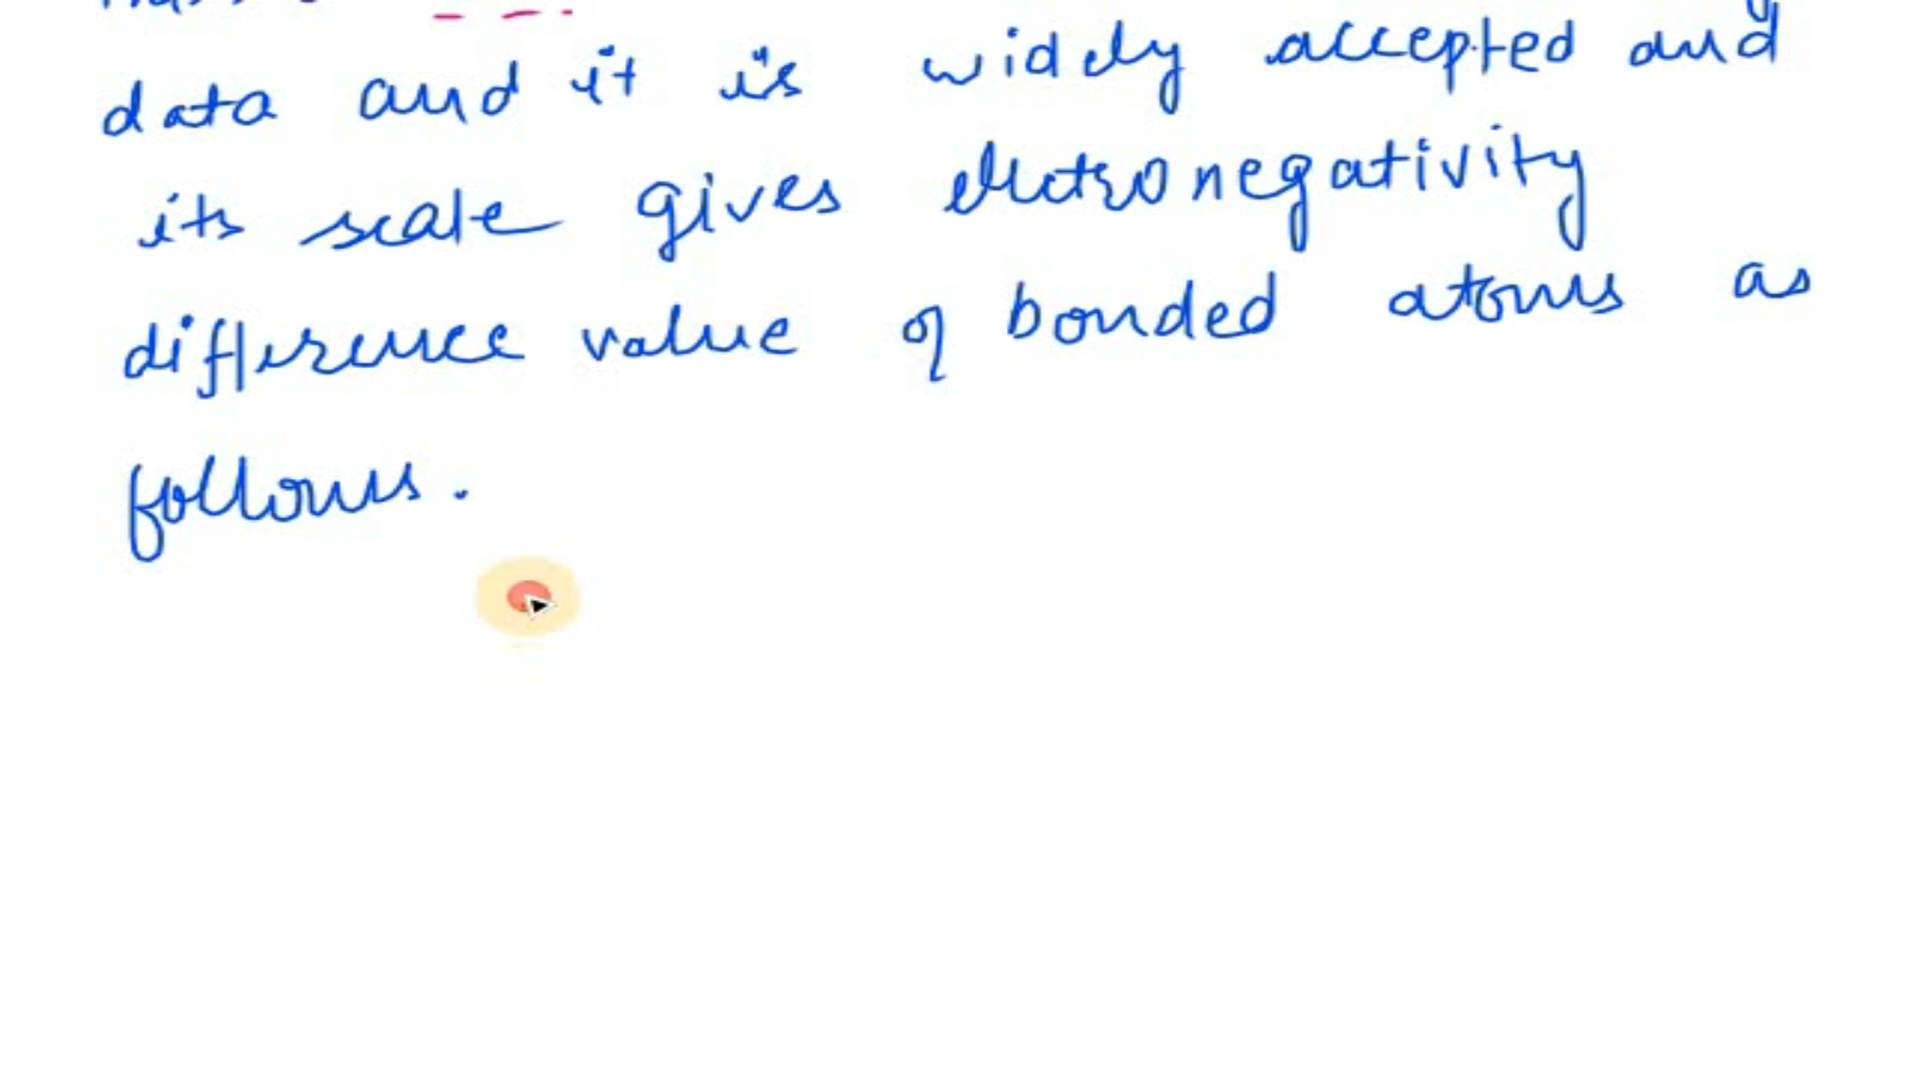 data and it is widely accepted and
its scale gives electronegativity
difference value of bonded atoms as
follows.